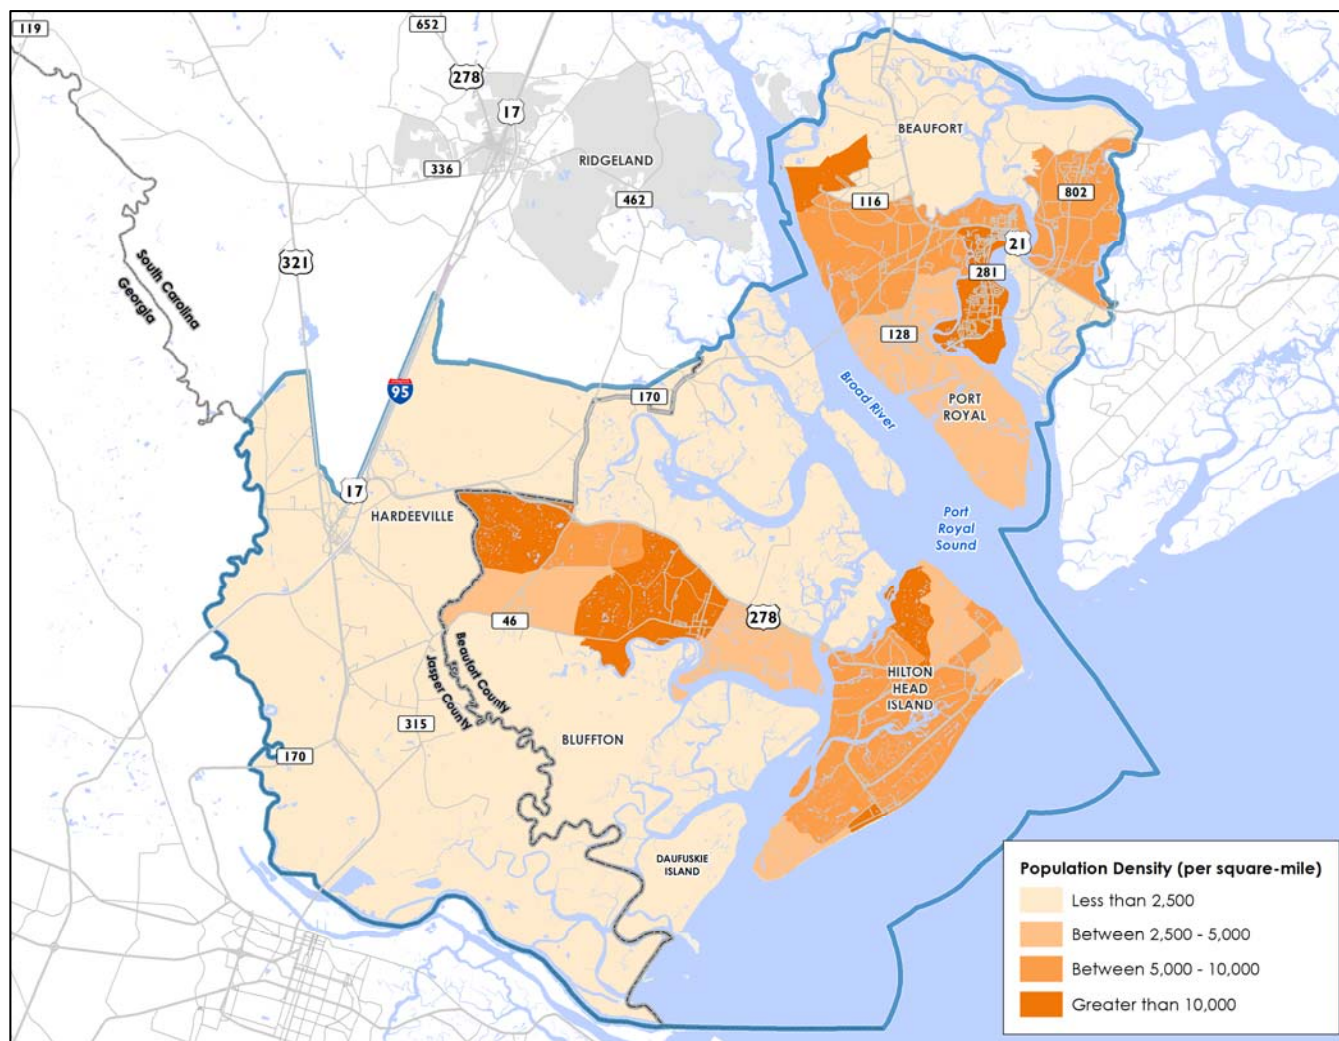 119
652
278
17
RIDGELAND
336
462
BEAUFORT
802
116
21
281
321
South Carolina
Georgia
128
95
170
Broad River
PORT
ROYAL
17
HARDEEVILLE
Port
Royal
Sound
46
278
Beaufort County
Jasper County
HILTON
HEAD
ISLAND
315
BLUFFTON
170
DAUFUSKIE
ISLAND
Population Density (per square-mile)
Less than 2,500
Between 2,500 - 5,000
Between 5,000 - 10,000
Greater than 10,000